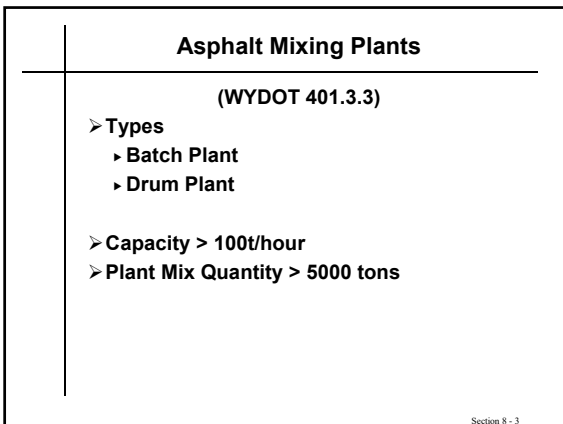 Asphalt Mixing Plants
(WYDOT 401.3.3)
➢Types
▸Batch Plant
▸Drum Plant
➢Capacity > 100t/hour
➢Plant Mix Quantity > 5000 tons
Section 8 - 3